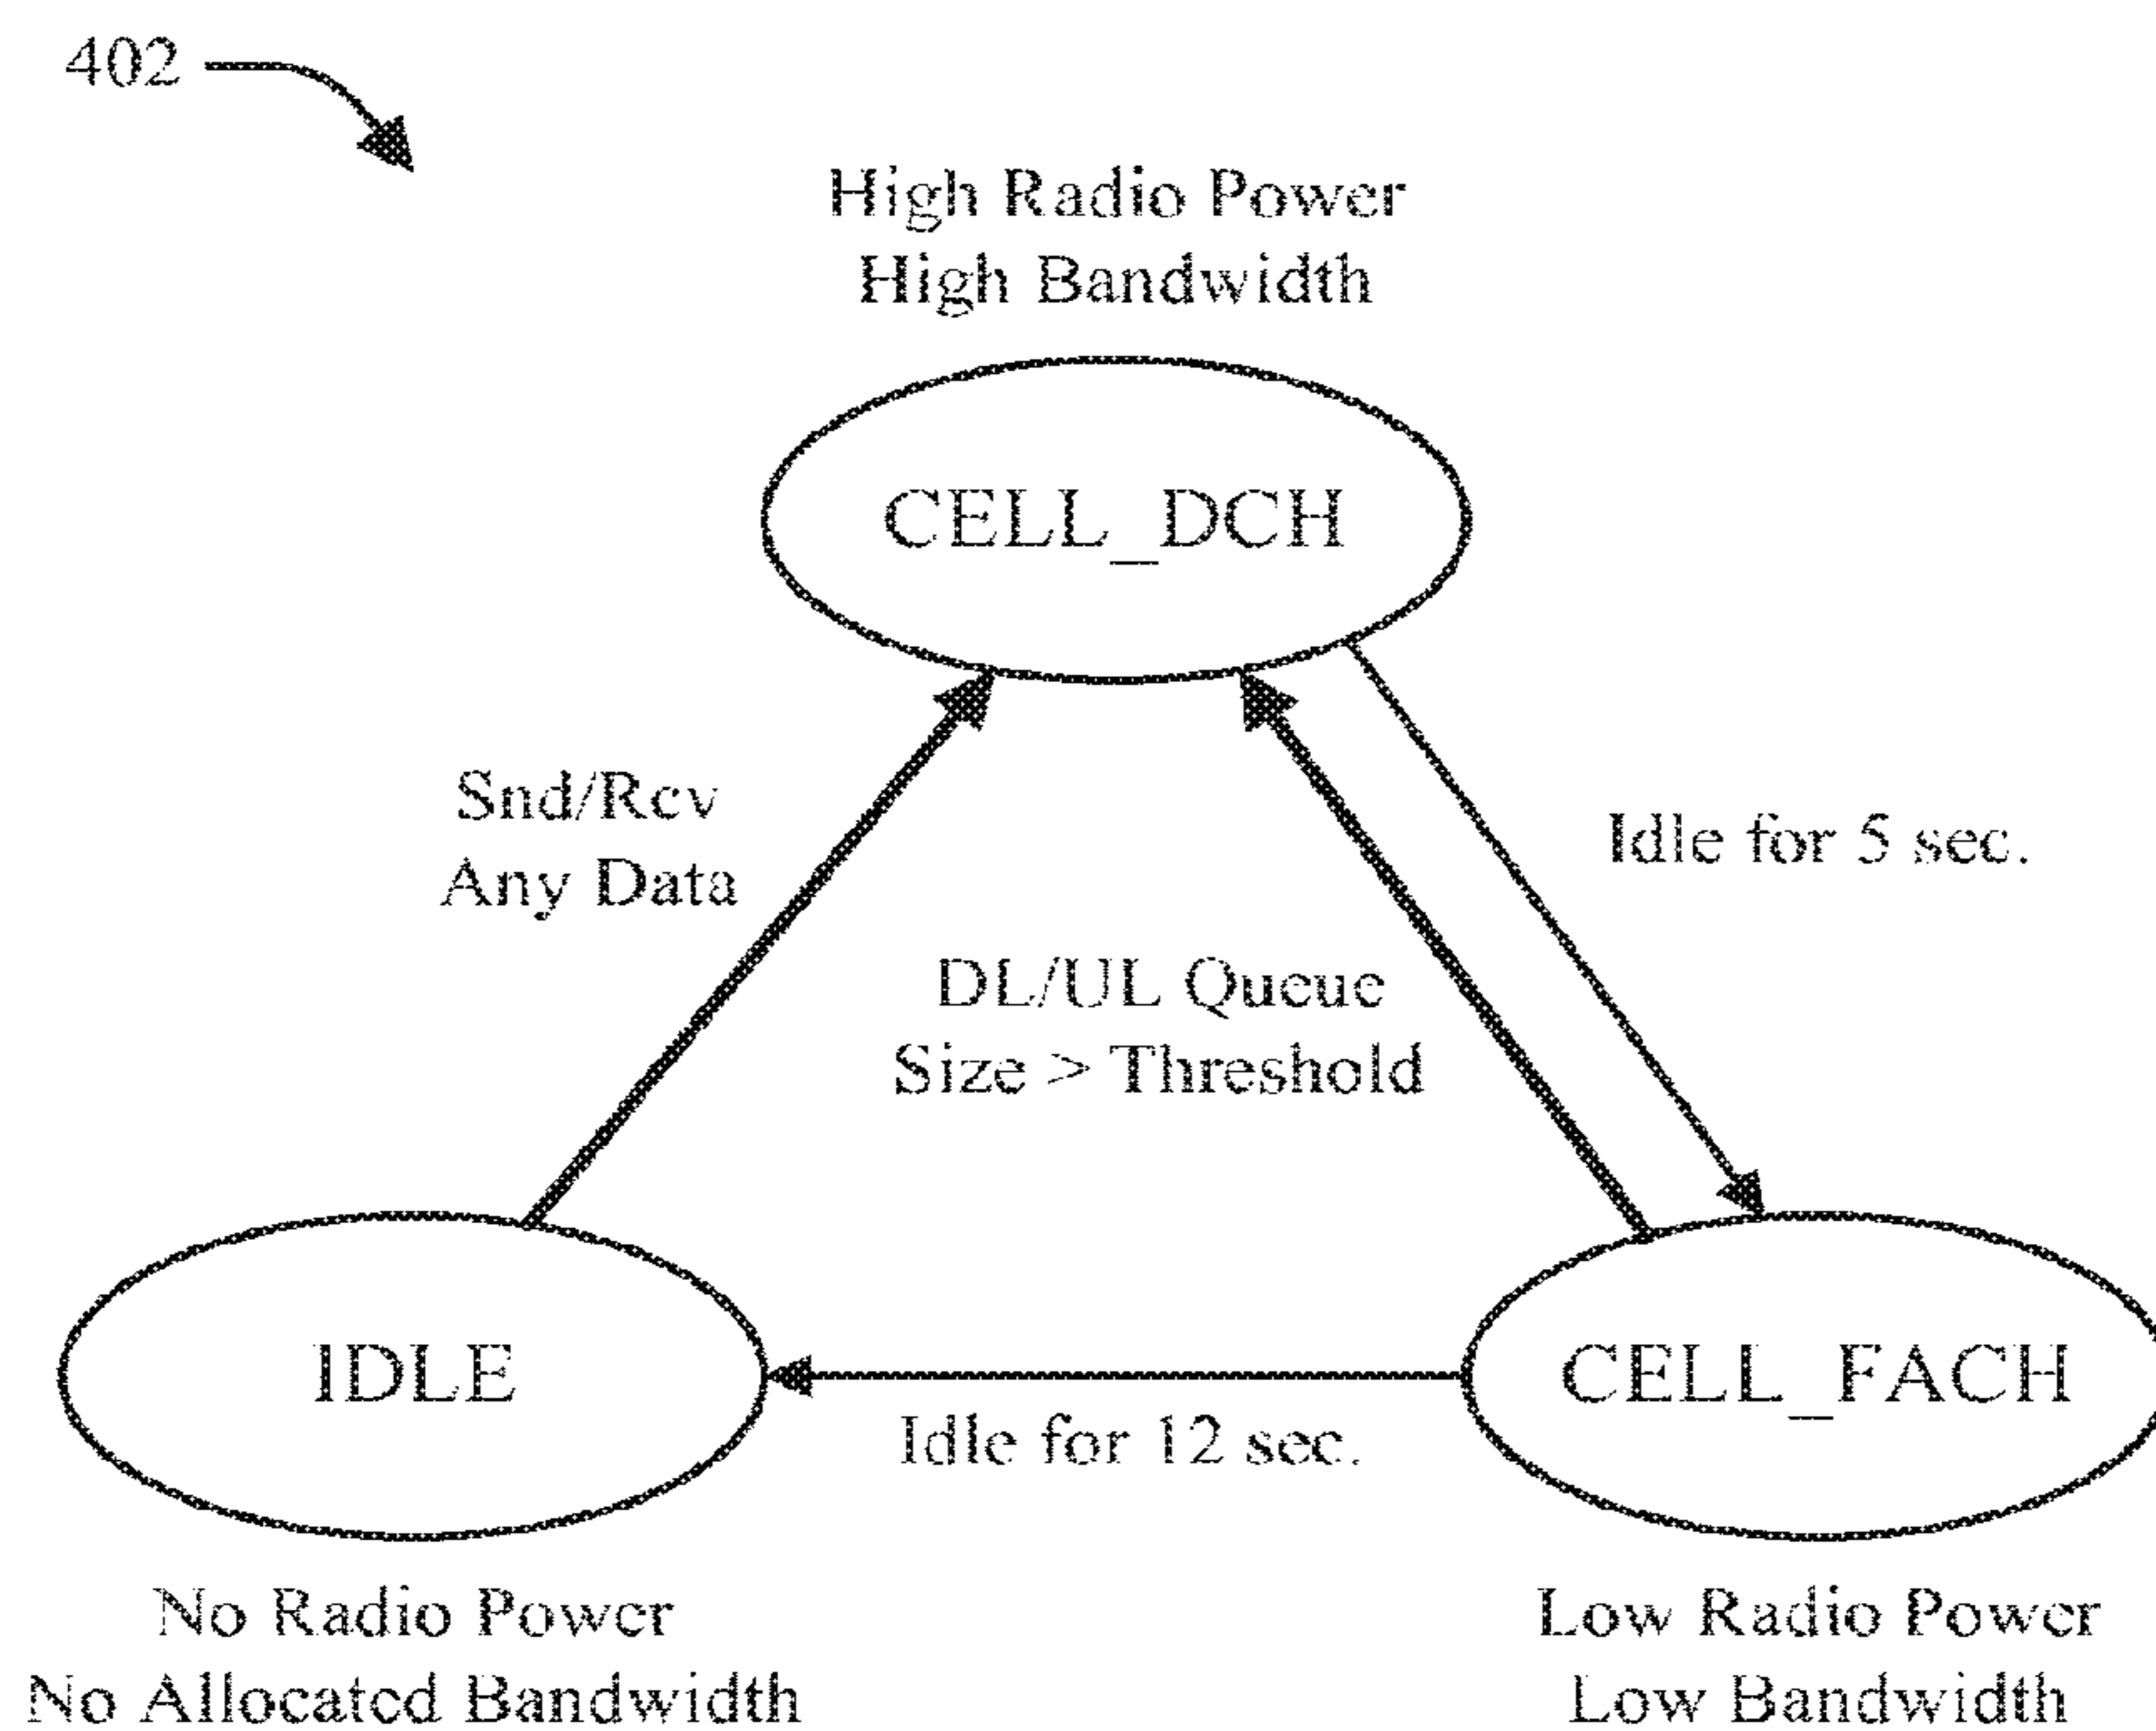 402
High Radio Power
High Bandwidth
CELL_DCH
Snd/Rcv
Any Data
Idle for 5 sec.
DL/UL Queue
Size > Threshold
IDLE
CELL_FACH
Idle for 12 sec.
No Radio Power
No Allocated Bandwidth
Low Radio Power
Low Bandwidth